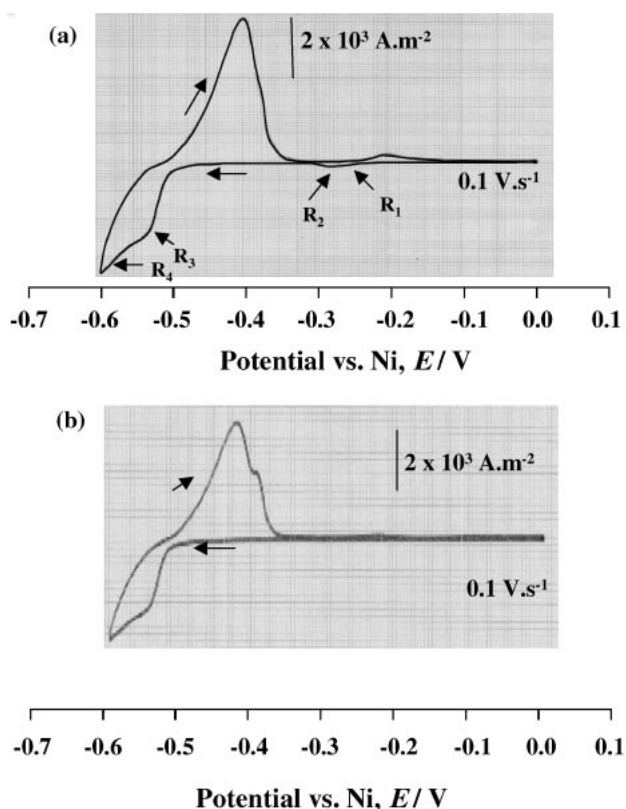 (a)
2 x 10³ A.m⁻²
0.1 V.s⁻¹
R₂ R₁
R₃
R₄
-0.7 -0.6 -0.5 -0.4 -0.3 -0.2 -0.1 0.0 0.1
Potential vs. Ni, E / V
(b)
2 x 10³ A.m⁻²
0.1 V.s⁻¹
-0.7 -0.6 -0.5 -0.4 -0.3 -0.2 -0.1 0.0 0.1
Potential vs. Ni, E / V